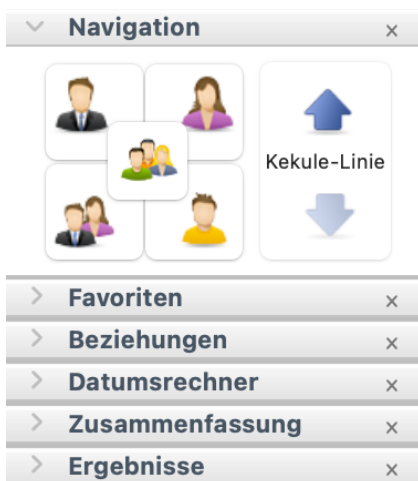 Navigation
Kekule-Linie
Favoriten
Beziehungen
Datumsrechner
Zusammenfassung
Ergebnisse